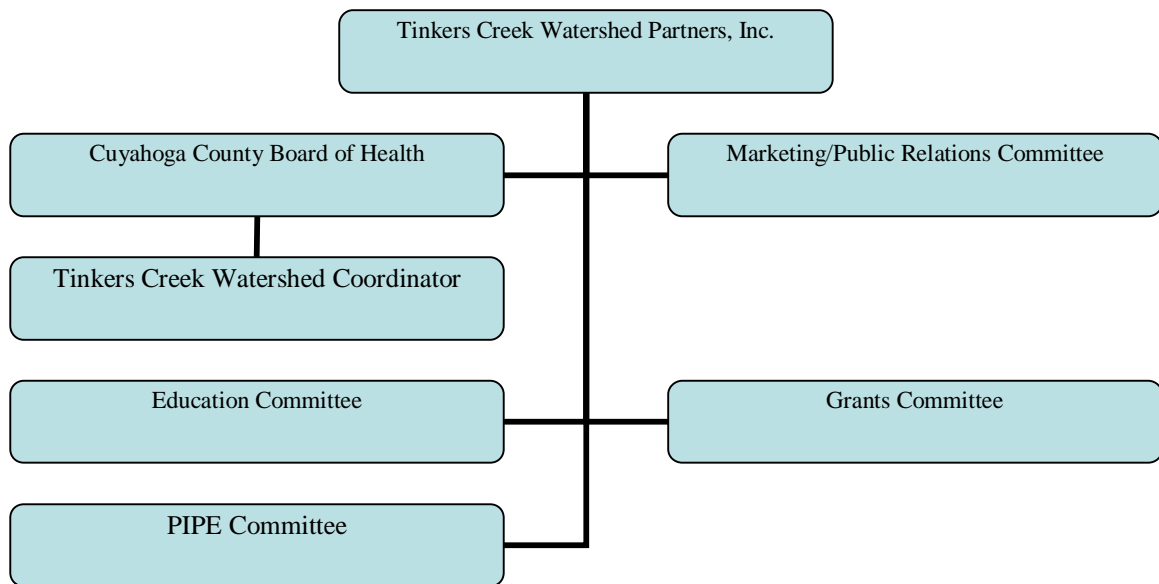 Tinkers Creek Watershed Partners, Inc.
Cuyahoga County Board of Health
Marketing/Public Relations Committee
Tinkers Creek Watershed Coordinator
Education Committee
Grants Committee
PIPE Committee